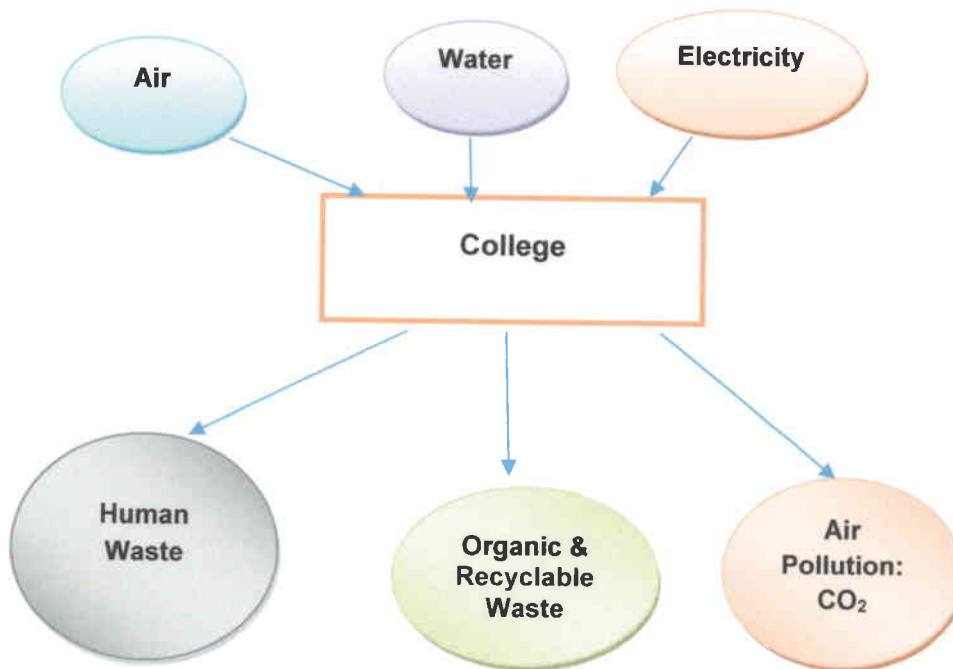 Air
Water
Electricity
College
Human
Waste
Organic &
Recyclable
Waste
Air
Pollution:
CO₂